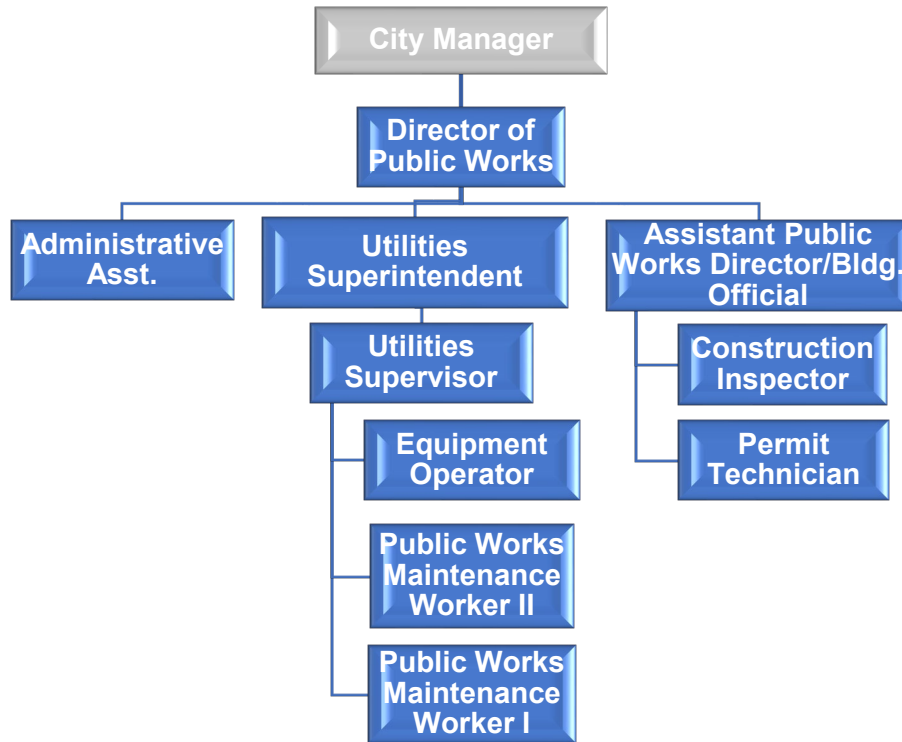 City Manager
Director of
Public Works
Administrative
Asst.
Utilities
Superintendent
Assistant Public
Works Director/Bldg.
Official
Utilities
Supervisor
Construction
Inspector
Equipment
Operator
Permit
Technician
Public Works
Maintenance
Worker II
Public Works
Maintenance
Worker I